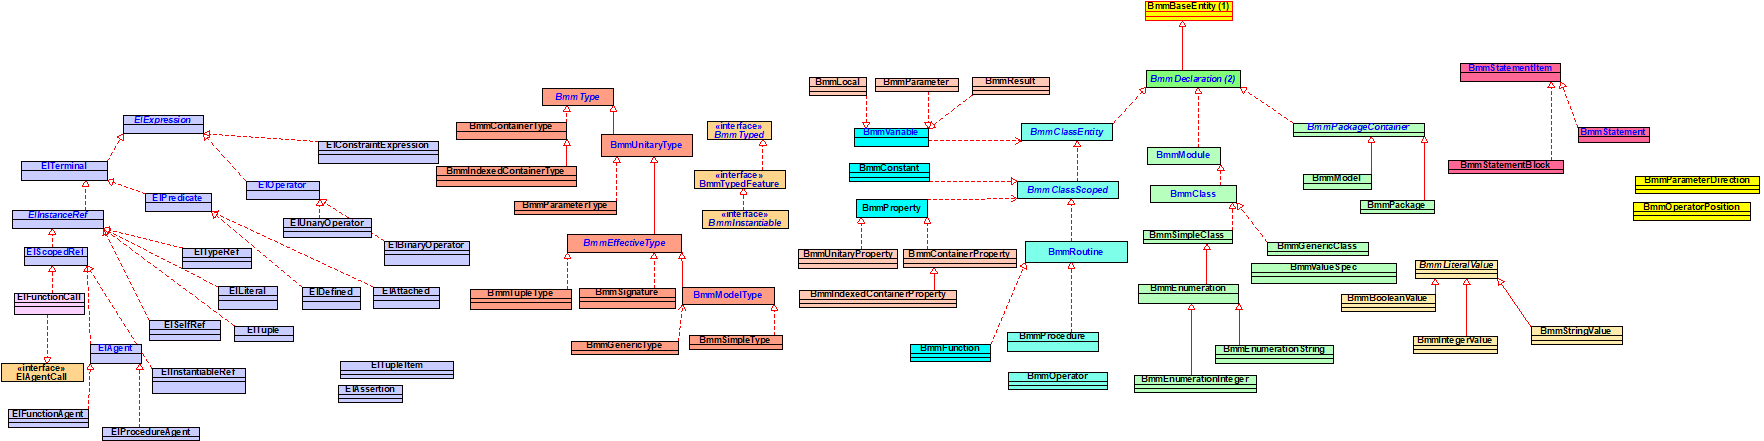 BmmBaseEntity (1)
BmmDeclaration (2)
BmmStatementItem
BmmLocal
BmmParameter
BmmResult
BmmType
ElExpression
BmmContainerType
«interface»
BmmTyped
BmmVariable
BmmClassEntity
BmmPackageContainer
BmmStatement
ElConstraintExpression
BmmUnitaryType
BmmModule
ElTerminal
BmmIndexedContainerType
«interface»
BmmTypedFeature
BmmConstant
BmmStatementBlock
BmmModel
ElOperator
BmmClassScoped
BmmClass
BmmParameterDirection
ElPredicate
BmmParameterType
BmmProperty
BmmPackage
BmmOperatorPosition
ElInstanceRef
ElUnaryOperator
«interface»
BmmInstantiable
BmmSimpleClass
ElScopedRef
ElTypeRef
ElBinaryOperator
BmmEffectiveType
BmmUnitaryProperty
BmmContainerProperty
BmmRoutine
BmmGenericClass
BmmValueSpec
BmmLiteralValue
ElFunctionCall
ElLiteral
ElDefined
ElAttached
BmmTupleType
BmmSignature
BmmModelType
BmmIndexedContainerProperty
BmmEnumeration
BmmBooleanValue
ElSelfRef
ElTuple
BmmStringValue
ElAgent
BmmGenericType
BmmSimpleType
BmmFunction
BmmProcedure
BmmEnumerationString
BmmIntegerValue
«interface»
ElAgentCall
ElInstantiableRef
ElTupleItem
BmmOperator
BmmEnumerationInteger
ElAssertion
ElFunctionAgent
ElProcedureAgent